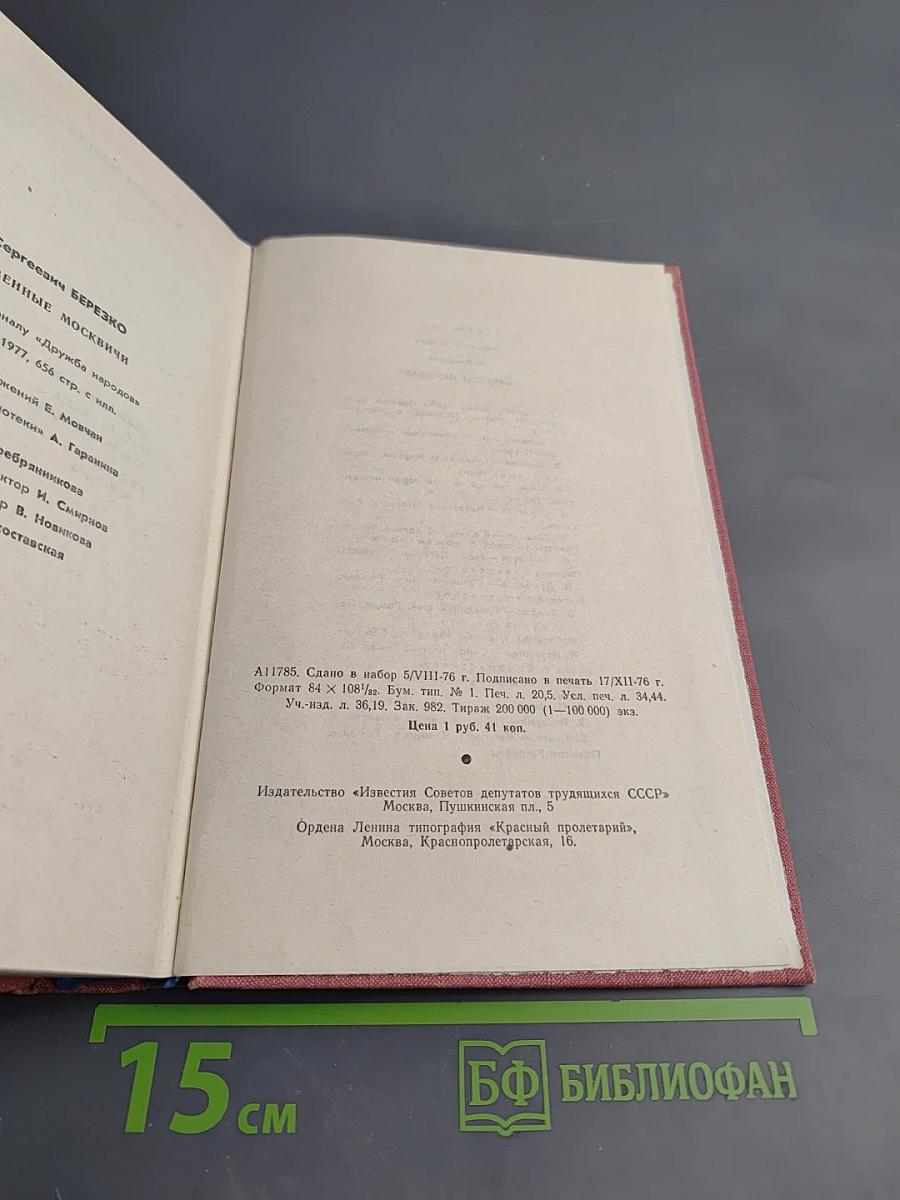 Сергеевич БЕРЕЗКО
ВЕННЫЕ МОСКВИЧИ
рналу «Дружба народов»
1977, 656 стр. с илл.
жений Е. Мовчан
отеки» А. Гаранина
ребрянникова
ктор И. Смирнов
р В. Новикова
коставская
А11785. Сдано в набор 5/VIII-76 г. Подписано в печать 17/XII-76 г.
Формат 84 × 108¹/₃₂. Бум. тип. № 1. Печ. л. 20,5. Усл. печ. л. 34,44.
Уч.-изд. л. 36,19. Зак. 982. Тираж 200 000 (1—100 000) экз.
Цена 1 руб. 41 коп.
Издательство «Известия Советов депутатов трудящихся СССР»
Москва, Пушкинская пл., 5
Ордена Ленина типография «Красный пролетарий»,
Москва, Краснопролетарская, 16.
15 см
БФ БИБЛИОФАН